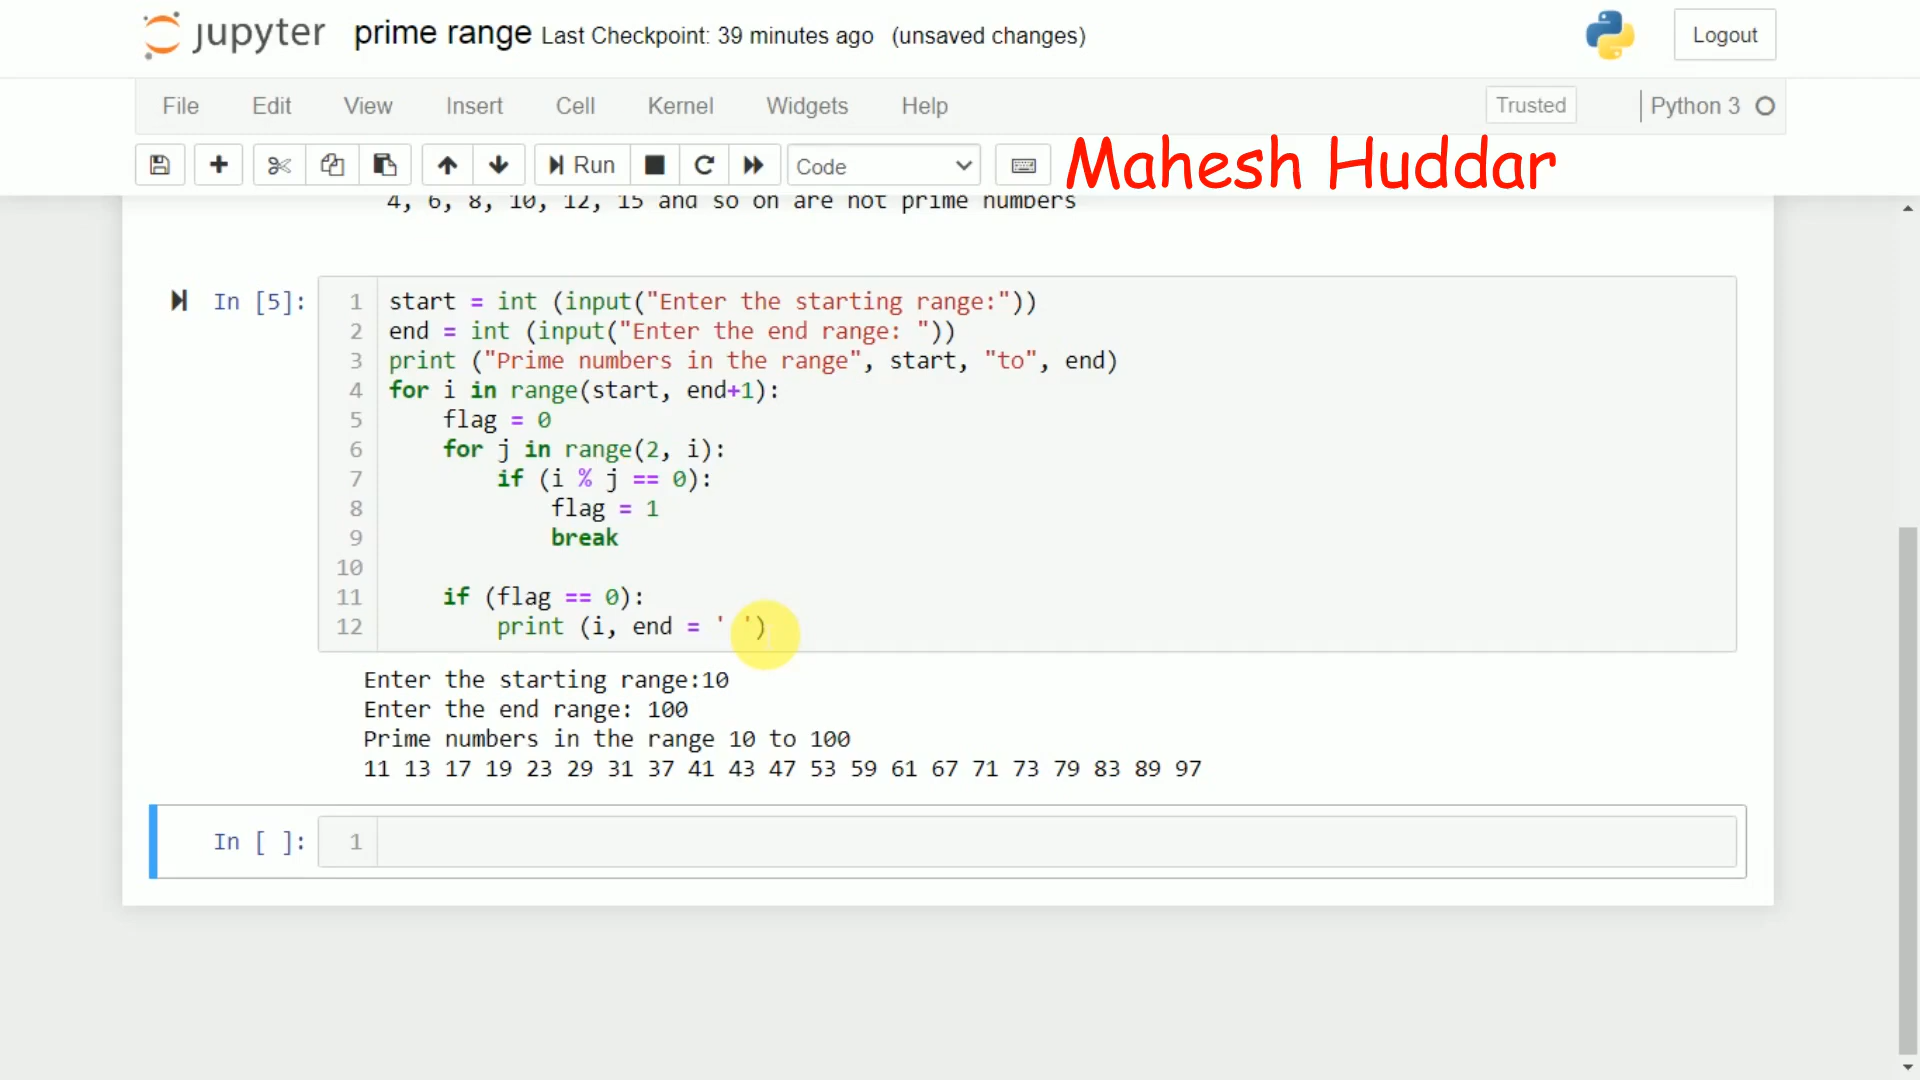 jupyter prime range Last Checkpoint: 39 minutes ago (unsaved changes) Logout
File Edit View Insert Cell Kernel Widgets Help Trusted Python 3
Run Code Mahesh Huddar
4, 6, 8, 10, 12, 15 and so on are not prime numbers
In [5]:
1 start = int (input("Enter the starting range:"))
2 end = int (input("Enter the end range: "))
3 print ("Prime numbers in the range", start, "to", end)
4 for i in range(start, end+1):
5     flag = 0
6     for j in range(2, i):
7         if (i % j == 0):
8             flag = 1
9             break
10
11     if (flag == 0):
12         print (i, end = ' ')
Enter the starting range:10
Enter the end range: 100
Prime numbers in the range 10 to 100
11 13 17 19 23 29 31 37 41 43 47 53 59 61 67 71 73 79 83 89 97
In [ ]: 1